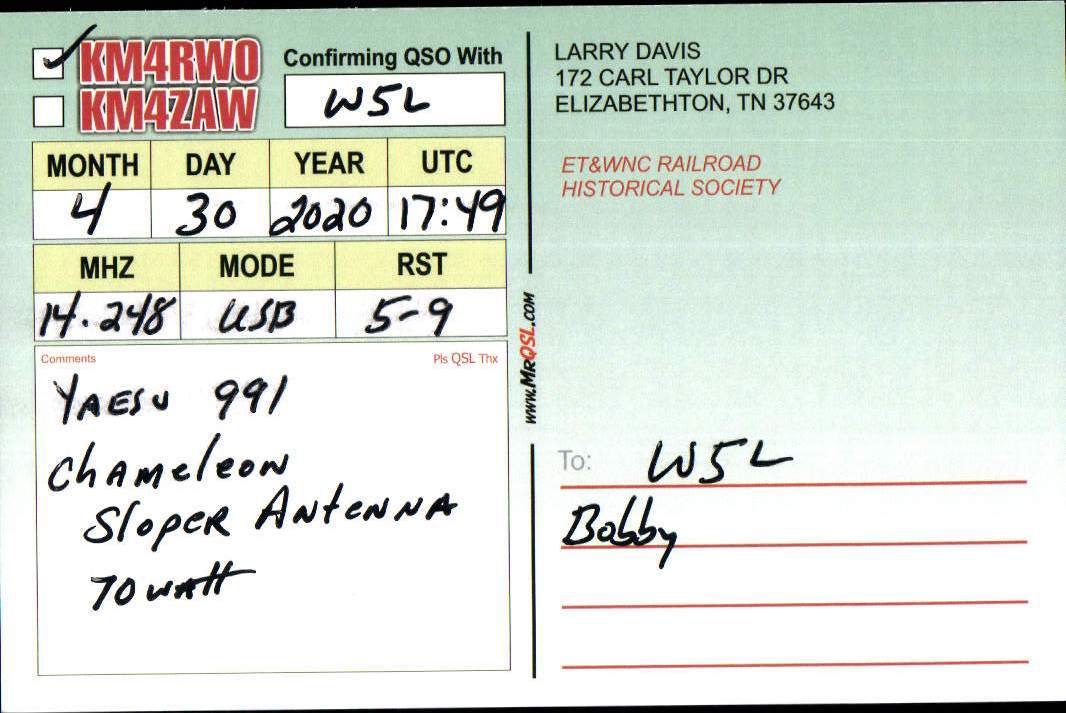 KM4RWO
KM4ZAW
Confirming QSO With
W5L
MONTH DAY YEAR UTC
4 30 2020 17:49
MHZ MODE RST
14.248 USB 5-9
Comments Pls QSL Thx
YAESU 991
Chameleon
Sloper Antenna
70 watt
www.MrQSL.com
LARRY DAVIS
172 CARL TAYLOR DR
ELIZABETHTON, TN 37643
ET&WNC RAILROAD
HISTORICAL SOCIETY
To: W5L
Bobby